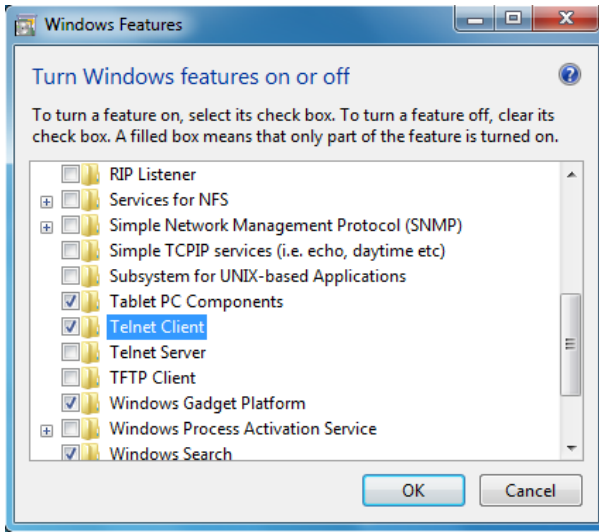 Windows Features
Turn Windows features on or off
To turn a feature on, select its check box. To turn a feature off, clear its
check box. A filled box means that only part of the feature is turned on.
RIP Listener
Services for NFS
Simple Network Management Protocol (SNMP)
Simple TCPIP services (i.e. echo, daytime etc)
Subsystem for UNIX-based Applications
Tablet PC Components
Telnet Client
Telnet Server
TFTP Client
Windows Gadget Platform
Windows Process Activation Service
Windows Search
OK Cancel